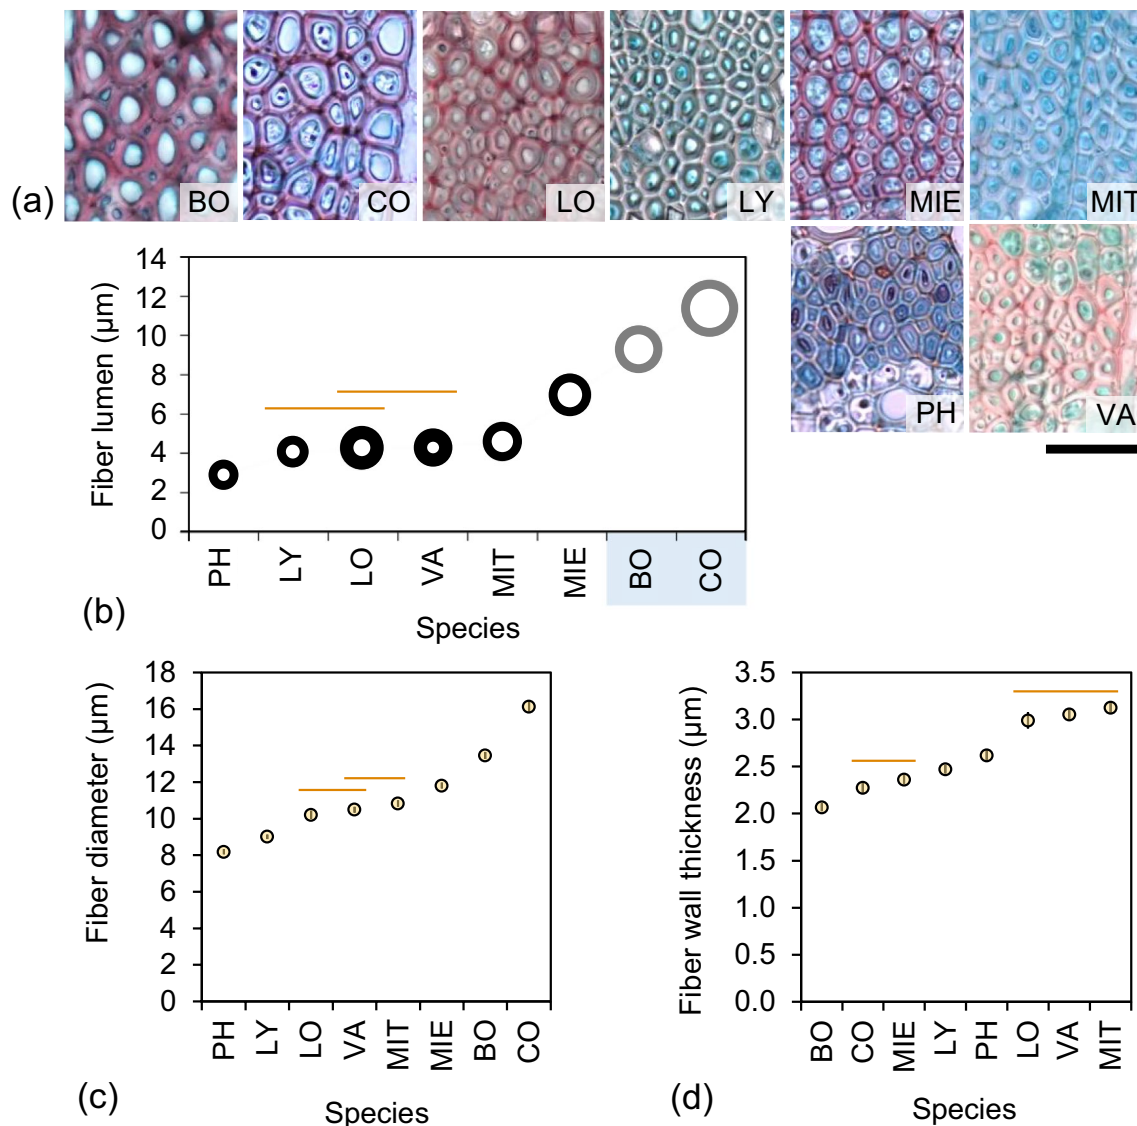 (a)
BO
CO
LO
LY
MIE
MIT
PH
VA
Fiber lumen (µm)
14
12
10
8
6
4
2
0
PH LY LO VA MIT MIE BO CO
Species
(b)
Fiber diameter (µm)
18
16
14
12
10
8
6
4
2
0
PH LY LO VA MIT MIE BO CO
Species
(c)
Fiber wall thickness (µm)
3.5
3.0
2.5
2.0
1.5
1.0
0.5
0.0
BO CO MIE LY PH LO VA MIT
Species
(d)